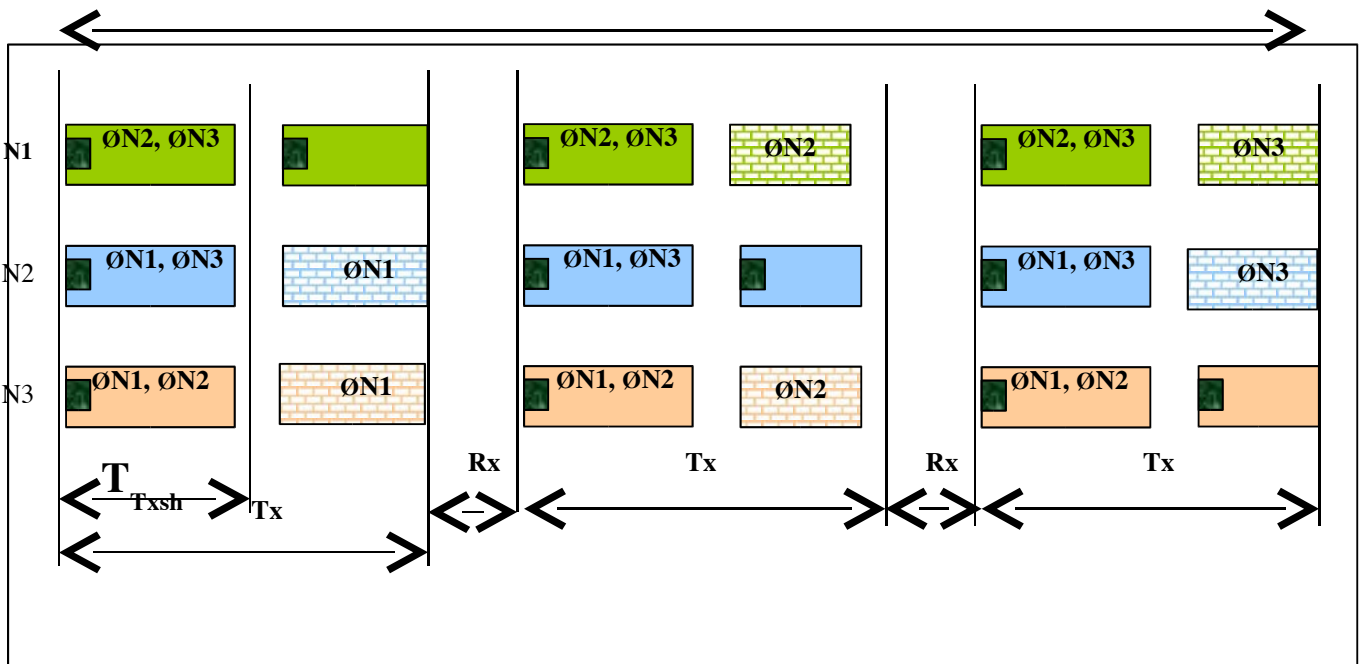 N1 ØN2, ØN3 ØN2, ØN3 ØN2 ØN2, ØN3 ØN3
N2 ØN1, ØN3 ØN1 ØN1, ØN3 ØN1, ØN3 ØN3
N3 ØN1, ØN2 ØN1 ØN1, ØN2 ØN2 ØN1, ØN2
Rx Tx Rx Tx
TTxsh Tx